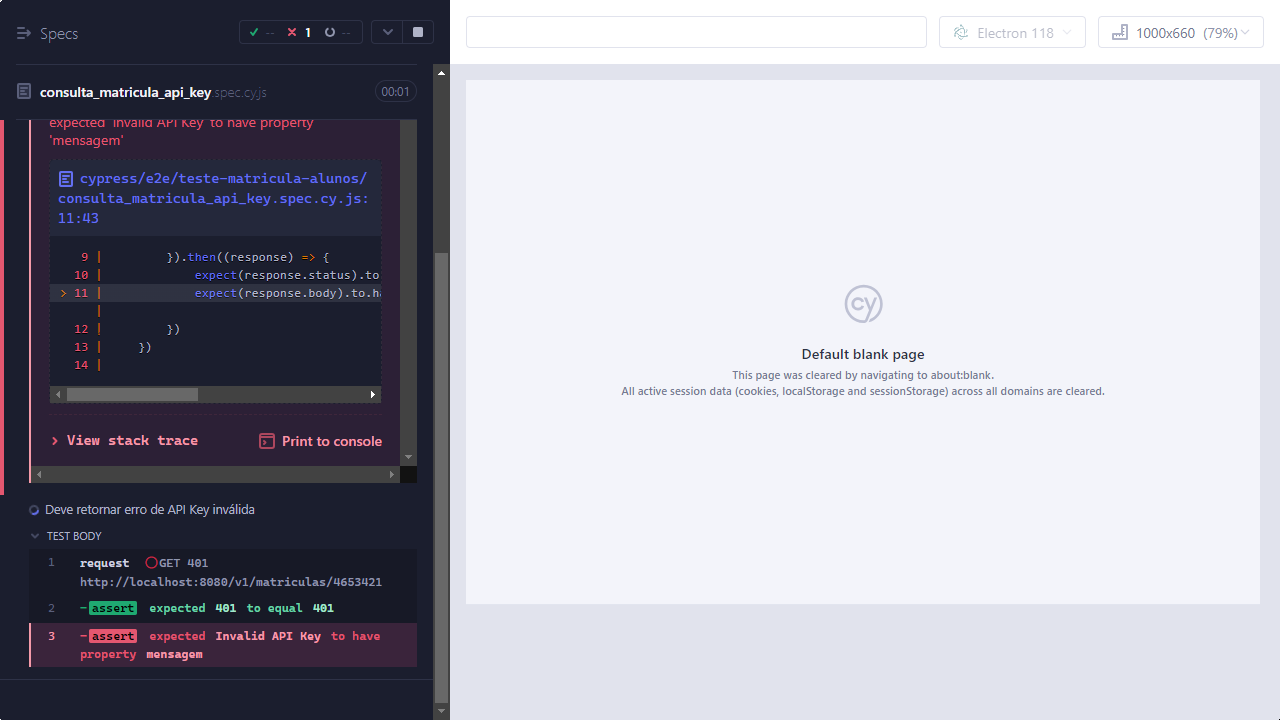 Specs
-- 1 --
Electron 118
1000x660 (79%)
consulta_matricula_api_key.spec.cy.js
00:01
expected 'Invalid API Key' to have property
'mensagem'
cypress/e2e/teste-matricula-alunos/
consulta_matricula_api_key.spec.cy.js:
11:43
9 | }).then((response) => {
10 | expect(response.status).to
> 11 | expect(response.body).to.ha
|
12 | })
13 | })
14 |
View stack trace
Print to console
Deve retornar erro de API Key inválida
TEST BODY
1 request GET 401
http://localhost:8080/v1/matriculas/4653421
2 -assert expected 401 to equal 401
3 -assert expected Invalid API Key to have
property mensagem
cy
Default blank page
This page was cleared by navigating to about:blank.
All active session data (cookies, localStorage and sessionStorage) across all domains are cleared.